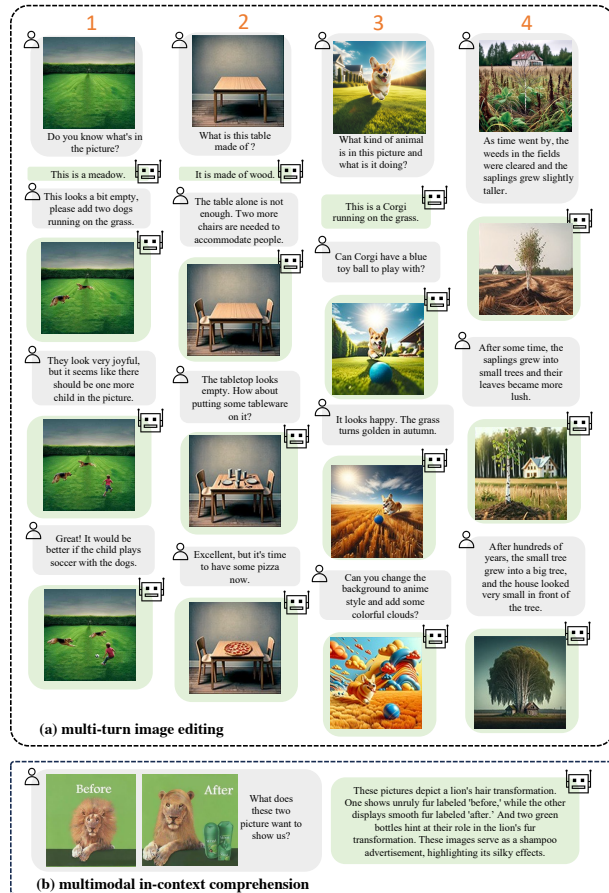 1
2
3
4
Do you know what's in
the picture?
This is a meadow.
This looks a bit empty,
please add two dogs
running on the grass.
They look very joyful,
but it seems like there
should be one more
child in the picture.
Great! It would be
better if the child plays
soccer with the dogs.
What is this table
made of ?
It is made of wood.
The table alone is not
enough. Two more
chairs are needed to
accommodate people.
The tabletop looks
empty. How about
putting some tableware
on it?
Excellent, but it's time
to have some pizza
now.
What kind of animal
is in this picture and
what is it doing?
This is a Corgi
running on the grass.
Can Corgi have a blue
toy ball to play with?
It looks happy. The grass
turns golden in autumn.
Can you change the
background to anime
style and add some
colorful clouds?
As time went by, the
weeds in the fields
were cleared and the
saplings grew slightly
taller.
After some time, the
saplings grew into
small trees and their
leaves became more
lush.
After hundreds of
years, the small tree
grew into a big tree,
and the house looked
very small in front of
the tree.
(a) multi-turn image editing
Before
After
What does
these two
picture want to
show us?
These pictures depict a lion's hair transformation.
One shows unruly fur labeled 'before,' while the other
displays smooth fur labeled 'after.' And two green
bottles hint at their role in the lion's fur
transformation. These images serve as a shampoo
advertisement, highlighting its silky effects.
(b) multimodal in-context comprehension